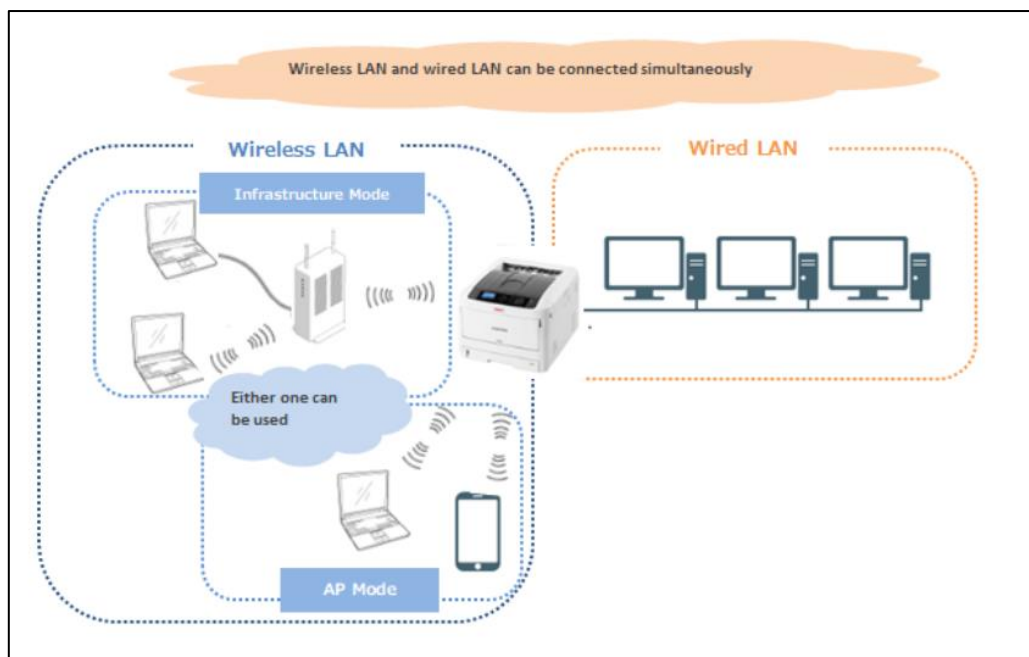 Wireless LAN and wired LAN can be connected simultaneously
Wireless LAN
Wired LAN
Infrastructure Mode
Either one can
be used
AP Mode